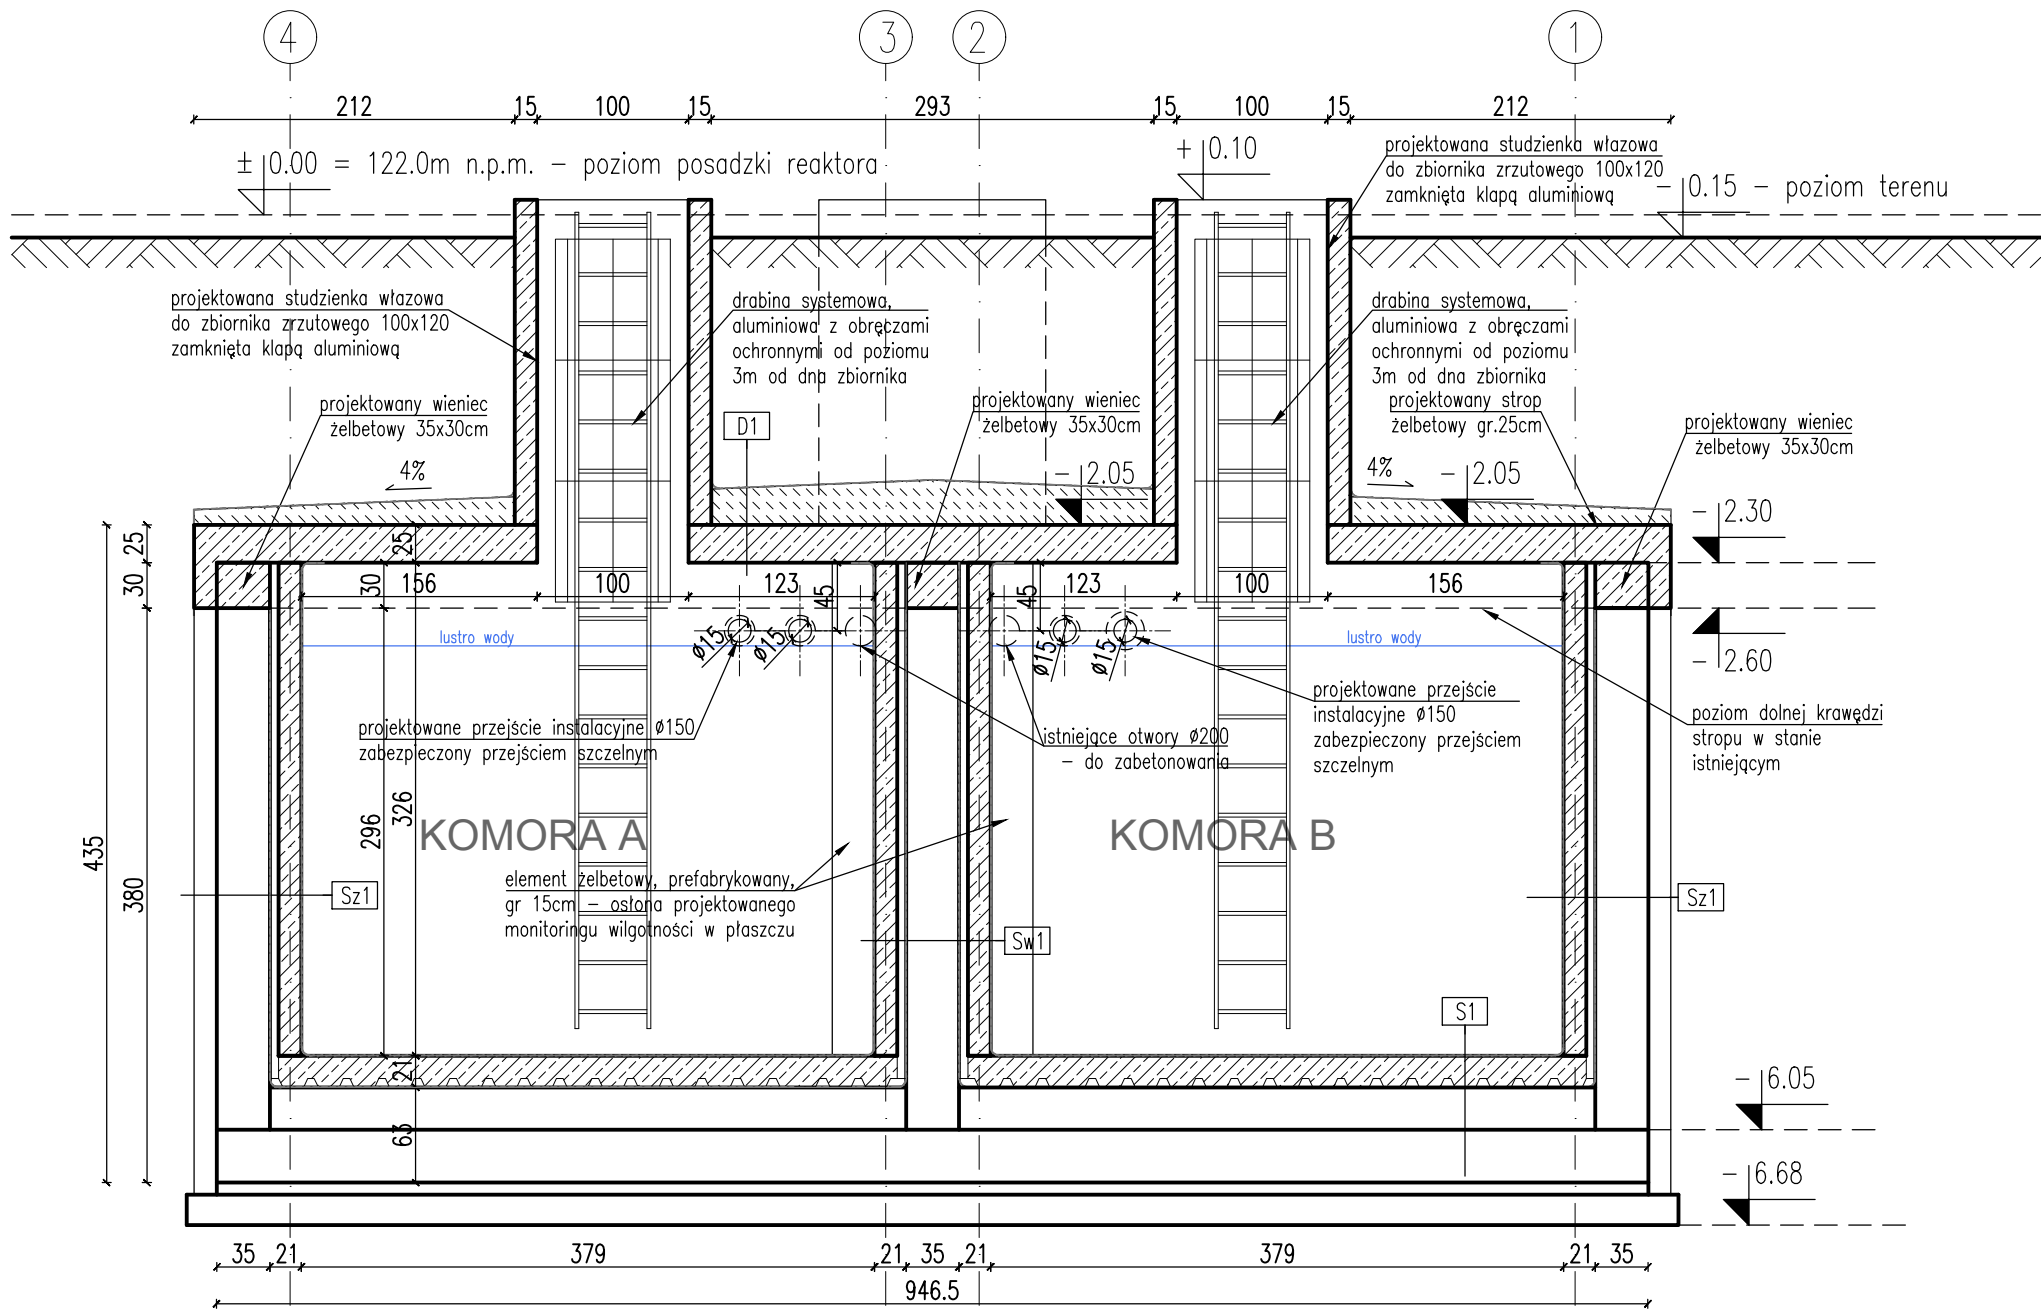 4
3
2
1
212
15
100
15
293
15
100
15
212
± 0.00 = 122.0m n.p.m. – poziom posadzki reaktora
+ 0.10
projektowana studzienka włazowa
do zbiornika zrzutowego 100x120
zamknięta klapą aluminiową
- 0.15 – poziom terenu
projektowana studzienka włazowa
do zbiornika zrzutowego 100x120
zamknięta klapą aluminiową
drabina systemowa,
aluminiowa z obręczami
ochronnymi od poziomu
3m od dna zbiornika
drabina systemowa,
aluminiowa z obręczami
ochronnymi od poziomu
3m od dna zbiornika
projektowany wieniec
żelbetowy 35x30cm
D1
projektowany wieniec
żelbetowy 35x30cm
projektowany strop
żelbetowy gr.25cm
projektowany wieniec
żelbetowy 35x30cm
4%
- 2.05
4%
- 2.05
- 2.30
25
30
25
30
156
100
123
45
45
123
100
156
lustro wody
lustro wody
ø15
ø15
ø15
ø15
- 2.60
projektowane przejście instalacyjne ø150
zabezpieczony przejściem szczelnym
istniejące otwory ø200
– do zabetonowania
projektowane przejście
instalacyjne ø150
zabezpieczony przejściem
szczelnym
poziom dolnej krawędzi
stropu w stanie
istniejącym
435
380
296
326
KOMORA A
KOMORA B
element żelbetowy, prefabrykowany,
gr 15cm – osłona projektowanego
monitoringu wilgotności w płaszczu
Sz1
Sw1
Sz1
S1
21
63
- 6.05
- 6.68
35
21
379
21
35
21
379
21
35
946.5